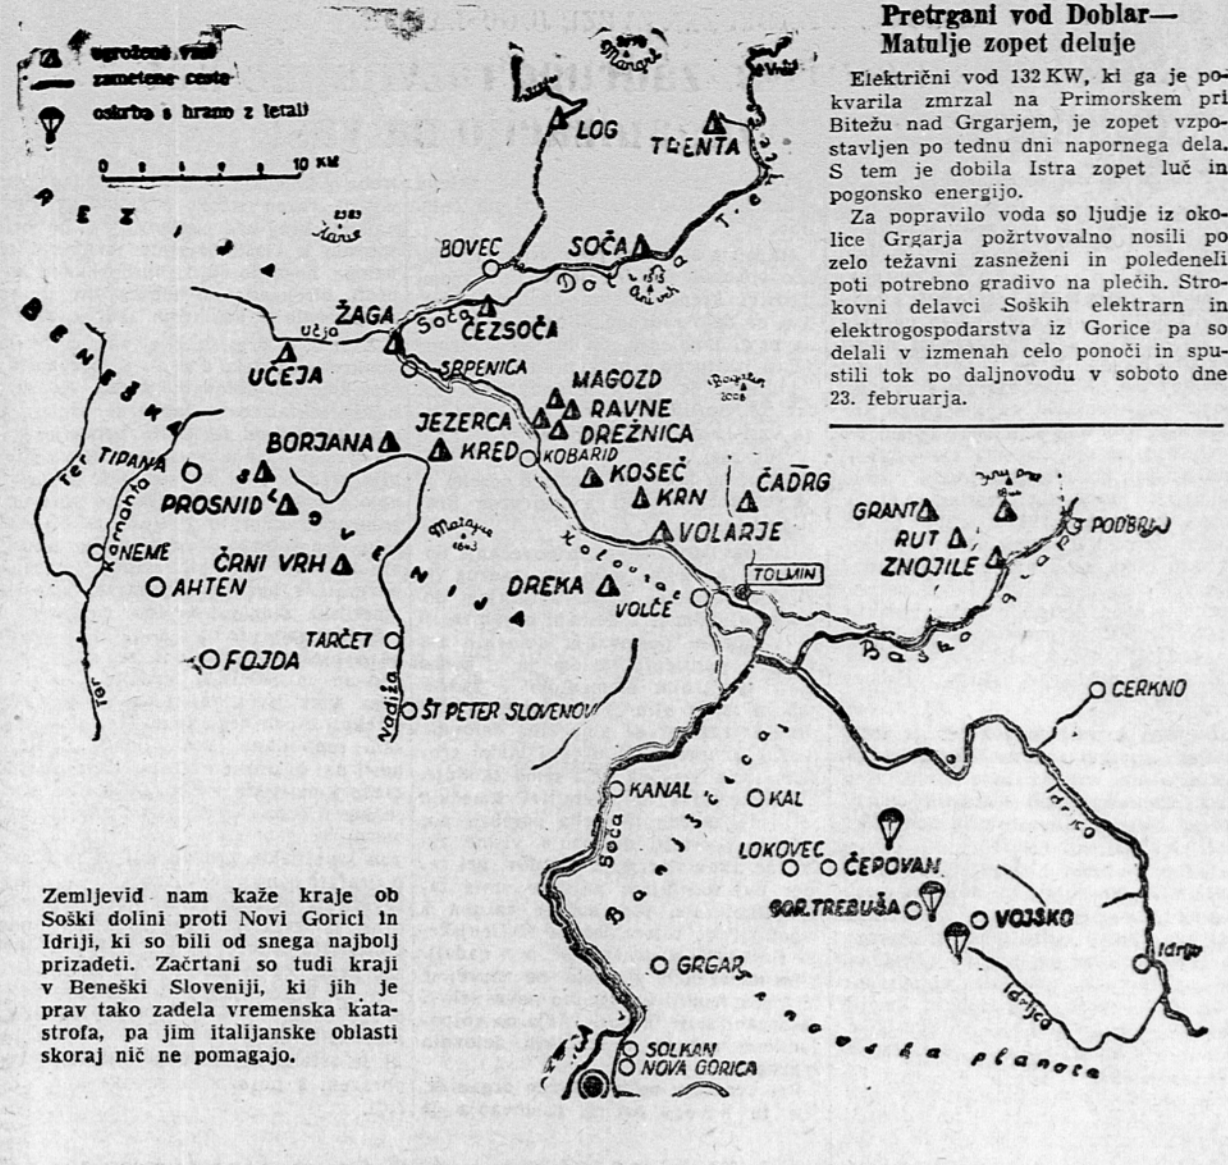 Pretrgani vod Doblar—
Matulje zopet deluje
Električni vod 132 KW, ki ga je po-
kvarila zmrzal na Primorskem pri
Bitežu nad Grgarjem, je zopet vzpo-
stavljen po tednu dni napornega dela.
S tem je dobila Istra zopet luč in
pogonsko energijo.
Za popravilo voda so ljudje iz oko-
lice Grgarja požrtvovalno nosili po
zelo težavni zasneženi in poledeneli
poti potrebno gradivo na plečih. Stro-
kovni delavci Soških elektrarn in
elektrogospodarstva iz Gorice pa so
delali v izmenah celo ponoči in spu-
stili tok po daljnovodu v soboto dne
23. februarja.
ogrožene vasi
zametene ceste
oskrba s hrano z letali
0 10 KM
LOG
TRENTA
BOVEC
SOČA
Dol
ŽAGA
Učja
Soča
ČEZSOČA
UČEJA
SRPENICA
MAGOZD
JEZERCA
RAVNE
DREŽNICA
BORJANA
KRED
KOBARID
TIPANA
KOSEČ
KRN
ČADRG
PROSNID
GRANT
PODBRDO
VOLARJE
RUT
ZNOJILE
NEME
Karnahta
ČRNI VRH
Matajur
TOLMIN
AHTEN
DREKA
VOLČE
TARČET
FOJDA
Bača
CERKNO
ŠT PETER SLOVENOV
Nadiža
Ter
Ter
BENEŠKA
SLOVENIJA
KANAL
KAL
Idrijca
Soča
LOKOVEC
ČEPOVAN
GOR.TREBUŠA
VOJSKO
GRGAR
Idrija
Idrijca
SOLKAN
NOVA GORICA
planota
Zemljevid nam kaže kraje ob
Soški dolini proti Novi Gorici in
Idriji, ki so bili od snega najbolj
prizadeti. Začrtani so tudi kraji
v Beneški Sloveniji, ki jih je
prav tako zadela vremenska kata-
strofa, pa jim italijanske oblasti
skoraj nič ne pomagajo.